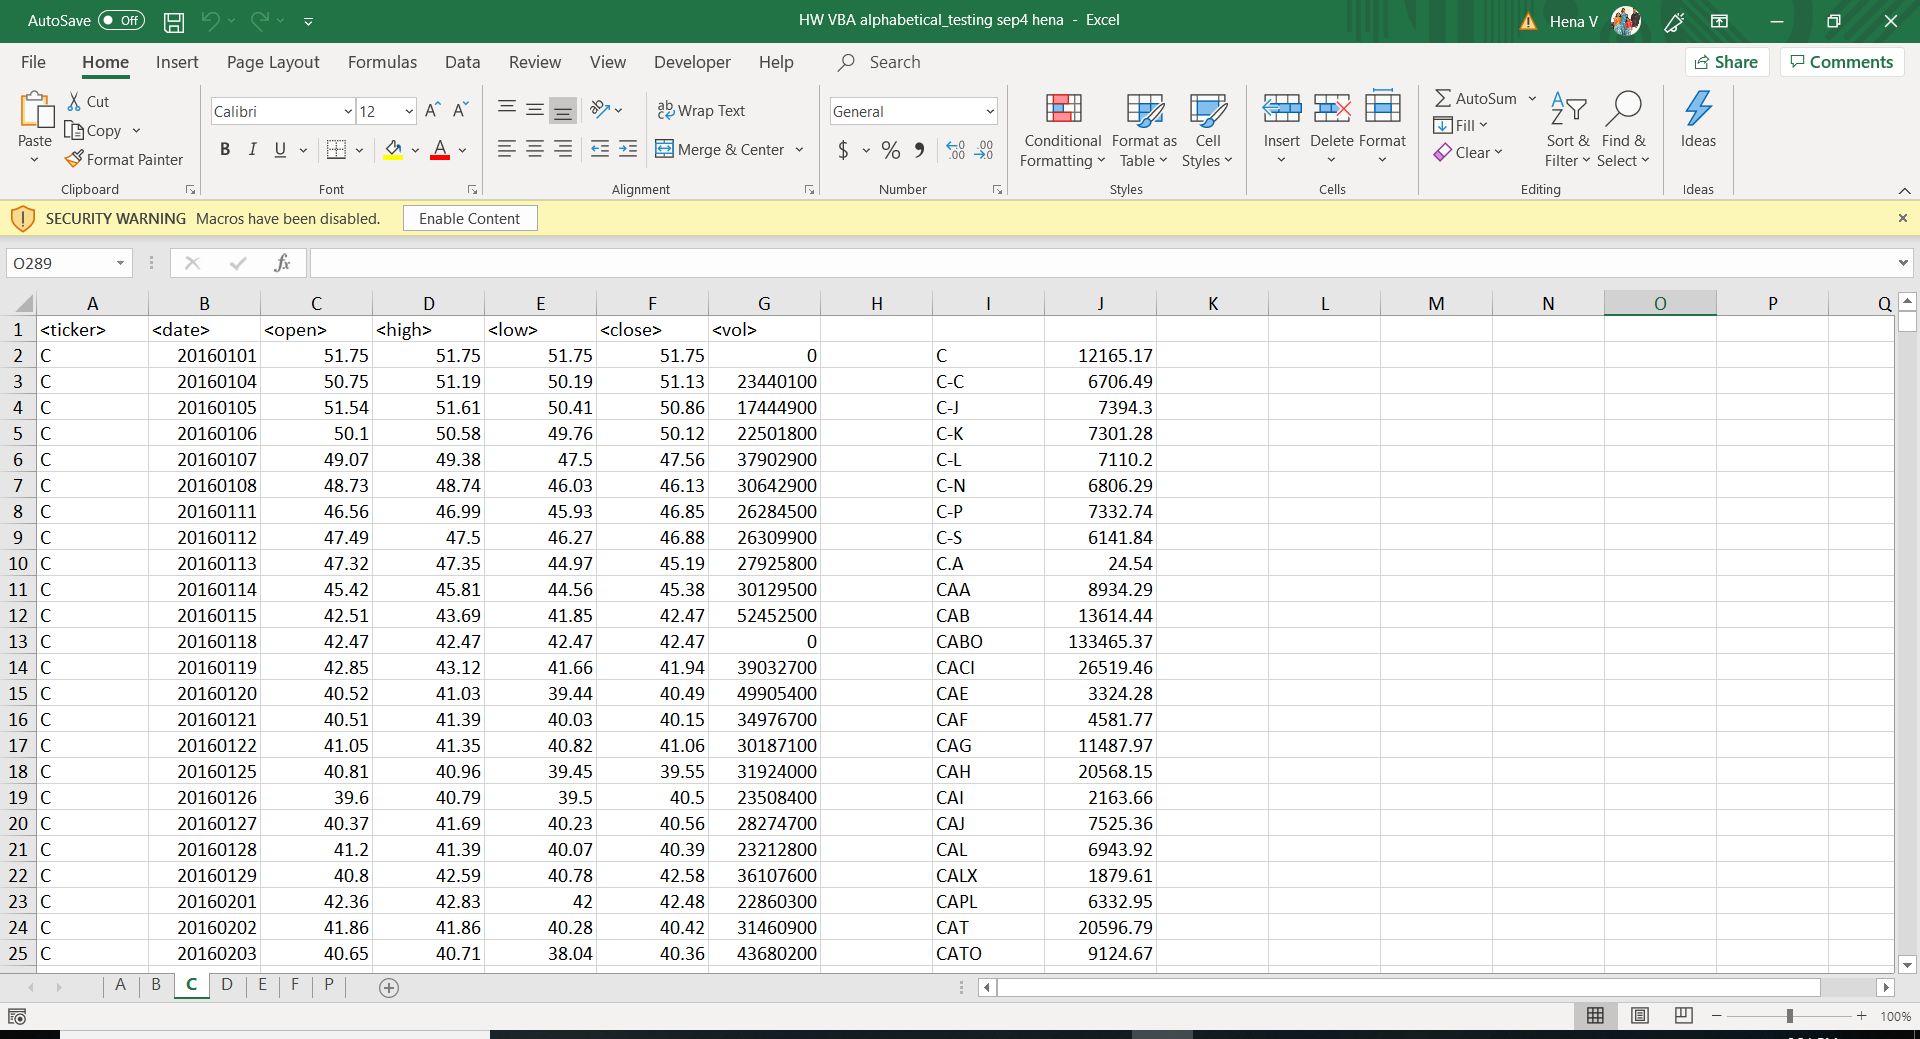 AutoSave Off HW VBA alphabetical_testing sep4 hena - Excel Hena V
File Home Insert Page Layout Formulas Data Review View Developer Help Search Share Comments
Paste
Cut
Copy
Format Painter
Clipboard
Calibri 12
B I U A
Font
ab Wrap Text
Merge & Center
Alignment
General
$ % .00 .00
Number
Conditional Formatting
Format as Table
Cell Styles
Styles
Insert Delete Format
Cells
AutoSum
Fill
Clear
Sort & Filter
Find & Select
Editing
Ideas
Ideas
SECURITY WARNING Macros have been disabled. Enable Content
O289 fx
A B C D E F G H I J K L M N O P Q
1 <ticker> <date> <open> <high> <low> <close> <vol>
2 C 20160101 51.75 51.75 51.75 51.75 0 C 12165.17
3 C 20160104 50.75 51.19 50.19 51.13 23440100 C-C 6706.49
4 C 20160105 51.54 51.61 50.41 50.86 17444900 C-J 7394.3
5 C 20160106 50.1 50.58 49.76 50.12 22501800 C-K 7301.28
6 C 20160107 49.07 49.38 47.5 47.56 37902900 C-L 7110.2
7 C 20160108 48.73 48.74 46.03 46.13 30642900 C-N 6806.29
8 C 20160111 46.56 46.99 45.93 46.85 26284500 C-P 7332.74
9 C 20160112 47.49 47.5 46.27 46.88 26309900 C-S 6141.84
10 C 20160113 47.32 47.35 44.97 45.19 27925800 C.A 24.54
11 C 20160114 45.42 45.81 44.56 45.38 30129500 CAA 8934.29
12 C 20160115 42.51 43.69 41.85 42.47 52452500 CAB 13614.44
13 C 20160118 42.47 42.47 42.47 42.47 0 CABO 133465.37
14 C 20160119 42.85 43.12 41.66 41.94 39032700 CACI 26519.46
15 C 20160120 40.52 41.03 39.44 40.49 49905400 CAE 3324.28
16 C 20160121 40.51 41.39 40.03 40.15 34976700 CAF 4581.77
17 C 20160122 41.05 41.35 40.82 41.06 30187100 CAG 11487.97
18 C 20160125 40.81 40.96 39.45 39.55 31924000 CAH 20568.15
19 C 20160126 39.6 40.79 39.5 40.5 23508400 CAI 2163.66
20 C 20160127 40.37 41.69 40.23 40.56 28274700 CAJ 7525.36
21 C 20160128 41.2 41.39 40.07 40.39 23212800 CAL 6943.92
22 C 20160129 40.8 42.59 40.78 42.58 36107600 CALX 1879.61
23 C 20160201 42.36 42.83 42 42.48 22860300 CAPL 6332.95
24 C 20160202 41.86 41.86 40.28 40.42 31460900 CAT 20596.79
25 C 20160203 40.65 40.71 38.04 40.36 43680200 CATO 9124.67
A B C D E F P
100%